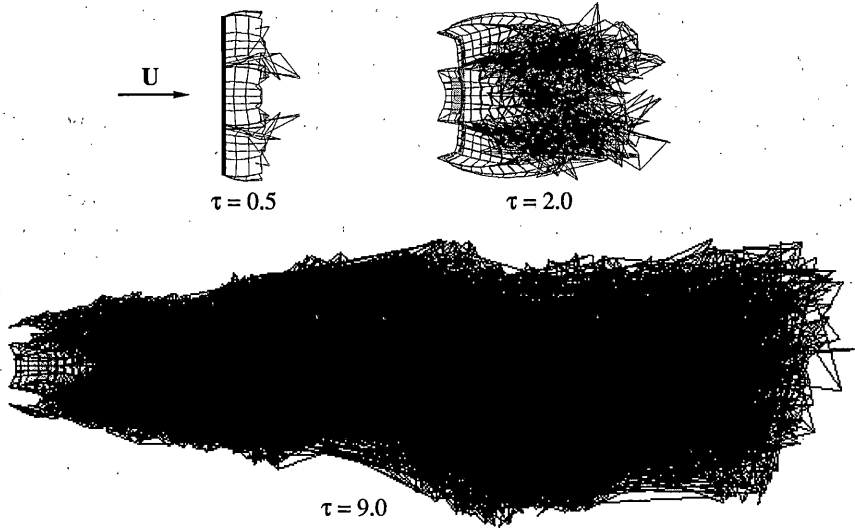 U
τ = 0.5
τ = 2.0
τ = 9.0